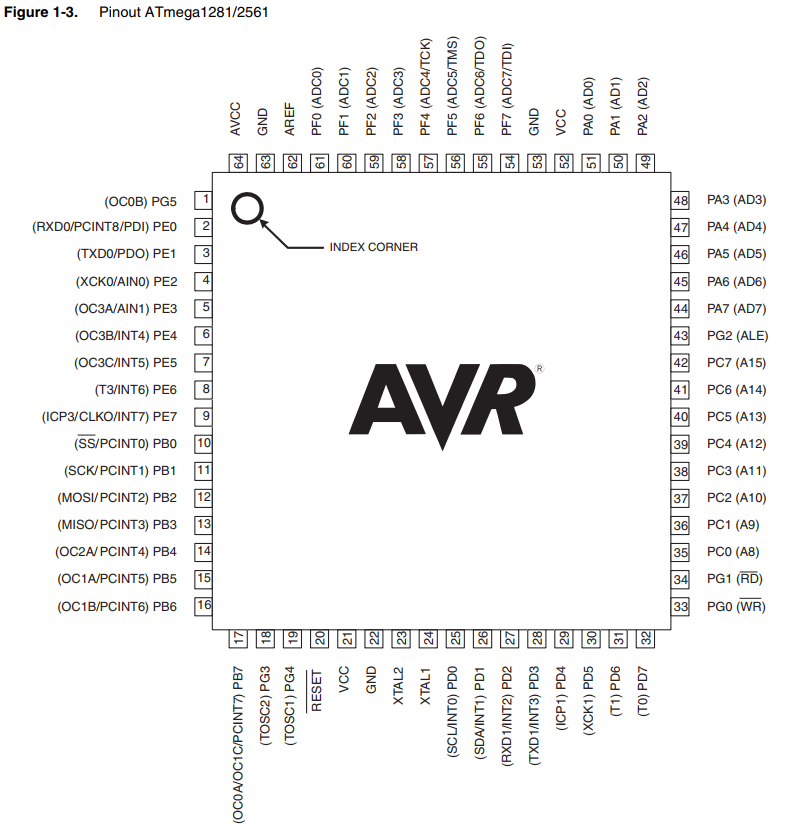 Figure 1-3. Pinout ATmega1281/2561
AVCC
GND
AREF
PF0 (ADC0)
PF1 (ADC1)
PF2 (ADC2)
PF3 (ADC3)
PF4 (ADC4/TCK)
PF5 (ADC5/TMS)
PF6 (ADC6/TDO)
PF7 (ADC7/TDI)
GND
VCC
PA0 (AD0)
PA1 (AD1)
PA2 (AD2)
64
63
62
61
60
59
58
57
56
55
54
53
52
51
50
49
(OC0B) PG5 1
(RXD0/PCINT8/PDI) PE0 2
(TXD0/PDO) PE1 3
(XCK0/AIN0) PE2 4
(OC3A/AIN1) PE3 5
(OC3B/INT4) PE4 6
(OC3C/INT5) PE5 7
(T3/INT6) PE6 8
(ICP3/CLKO/INT7) PE7 9
(SS/PCINT0) PB0 10
(SCK/PCINT1) PB1 11
(MOSI/PCINT2) PB2 12
(MISO/PCINT3) PB3 13
(OC2A/PCINT4) PB4 14
(OC1A/PCINT5) PB5 15
(OC1B/PCINT6) PB6 16
INDEX CORNER
AVR®
48 PA3 (AD3)
47 PA4 (AD4)
46 PA5 (AD5)
45 PA6 (AD6)
44 PA7 (AD7)
43 PG2 (ALE)
42 PC7 (A15)
41 PC6 (A14)
40 PC5 (A13)
39 PC4 (A12)
38 PC3 (A11)
37 PC2 (A10)
36 PC1 (A9)
35 PC0 (A8)
34 PG1 (RD)
33 PG0 (WR)
17
18
19
20
21
22
23
24
25
26
27
28
29
30
31
32
(OC0A/OC1C/PCINT7) PB7
(TOSC2) PG3
(TOSC1) PG4
RESET
VCC
GND
XTAL2
XTAL1
(SCL/INT0) PD0
(SDA/INT1) PD1
(RXD1/INT2) PD2
(TXD1/INT3) PD3
(ICP1) PD4
(XCK1) PD5
(T1) PD6
(T0) PD7